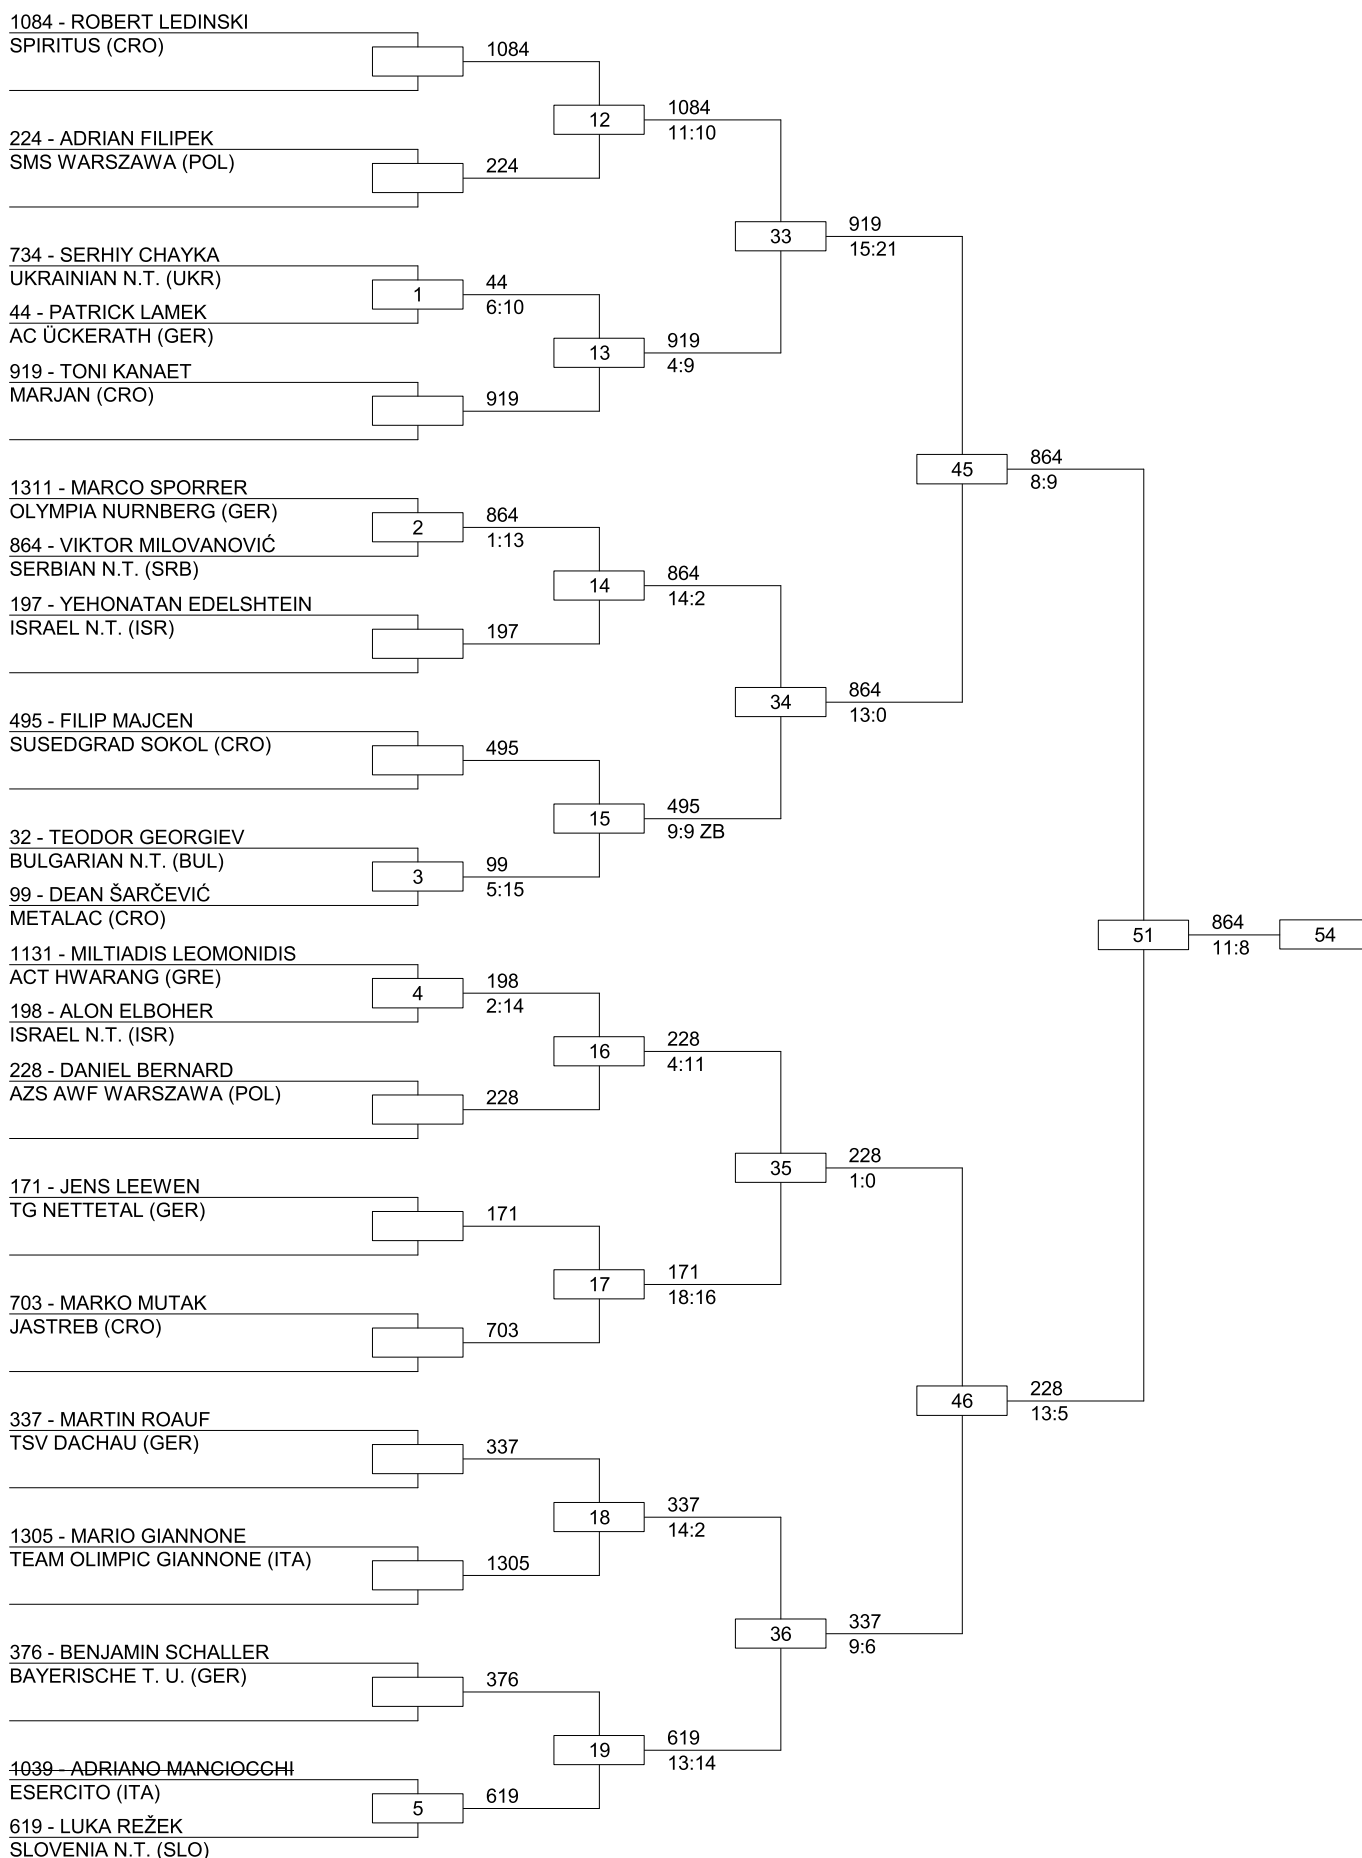 1084 - ROBERT LEDINSKI
SPIRITUS (CRO)
1084
12
1084
11:10
224 - ADRIAN FILIPEK
SMS WARSZAWA (POL)
224
33
919
15:21
734 - SERHIY CHAYKA
UKRAINIAN N.T. (UKR)
1
44
6:10
44 - PATRICK LAMEK
AC ÜCKERATH (GER)
13
919
4:9
919 - TONI KANAET
MARJAN (CRO)
919
45
864
8:9
1311 - MARCO SPORRER
OLYMPIA NURNBERG (GER)
2
864
1:13
864 - VIKTOR MILOVANOVIĆ
SERBIAN N.T. (SRB)
14
864
14:2
197 - YEHONATAN EDELSHTEIN
ISRAEL N.T. (ISR)
197
34
864
13:0
495 - FILIP MAJCEN
SUSEDGRAD SOKOL (CRO)
495
15
495
9:9 ZB
32 - TEODOR GEORGIEV
BULGARIAN N.T. (BUL)
3
99
5:15
99 - DEAN ŠARČEVIĆ
METALAC (CRO)
51
864
11:8
54
1131 - MILTIADIS LEOMONIDIS
ACT HWARANG (GRE)
4
198
2:14
198 - ALON ELBOHER
ISRAEL N.T. (ISR)
16
228
4:11
228 - DANIEL BERNARD
AZS AWF WARSZAWA (POL)
228
35
228
1:0
171 - JENS LEEWEN
TG NETTETAL (GER)
171
17
171
18:16
703 - MARKO MUTAK
JASTREB (CRO)
703
46
228
13:5
337 - MARTIN ROAUF
TSV DACHAU (GER)
337
18
337
14:2
1305 - MARIO GIANNONE
TEAM OLIMPIC GIANNONE (ITA)
1305
36
337
9:6
376 - BENJAMIN SCHALLER
BAYERISCHE T. U. (GER)
376
19
619
13:14
1039 - ADRIANO MANCIOCCHI
ESERCITO (ITA)
5
619
619 - LUKA REŽEK
SLOVENIA N.T. (SLO)